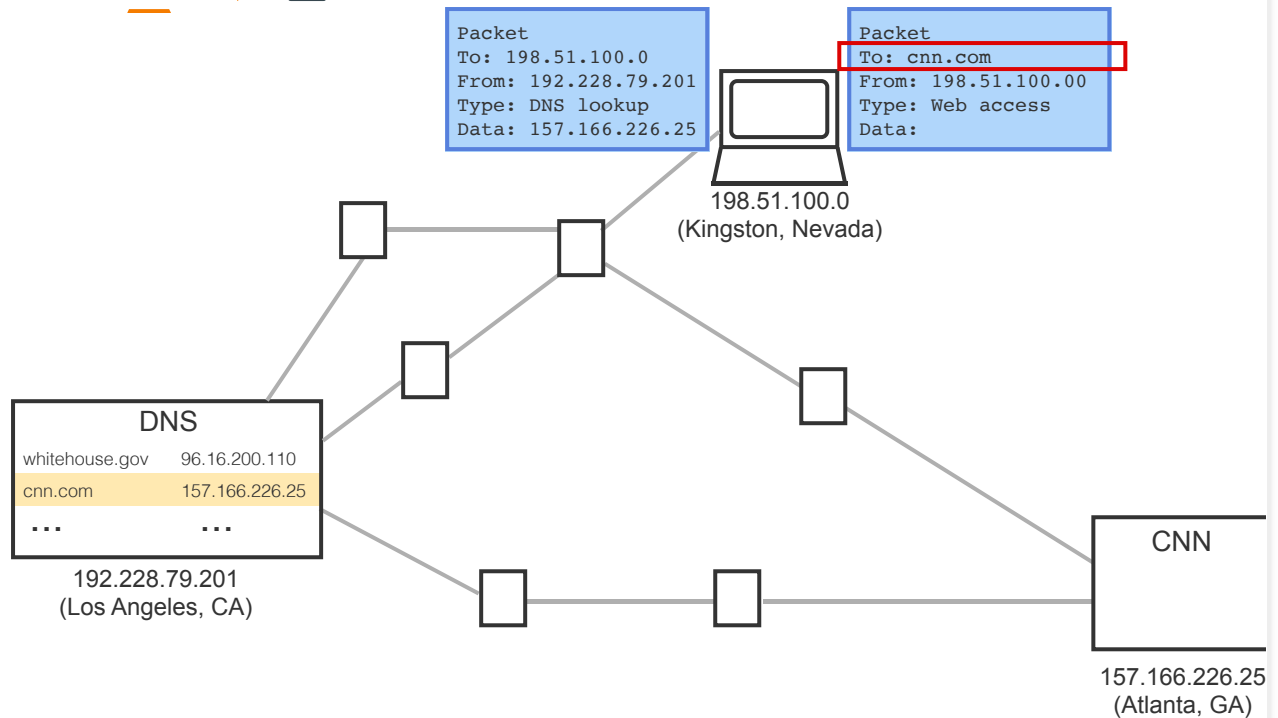 Packet
To: 198.51.100.0
From: 192.228.79.201
Type: DNS lookup
Data: 157.166.226.25
Packet
To: cnn.com
From: 198.51.100.00
Type: Web access
Data:
198.51.100.0
(Kingston, Nevada)
DNS
whitehouse.gov 96.16.200.110
cnn.com 157.166.226.25
... ...
192.228.79.201
(Los Angeles, CA)
CNN
157.166.226.25
(Atlanta, GA)